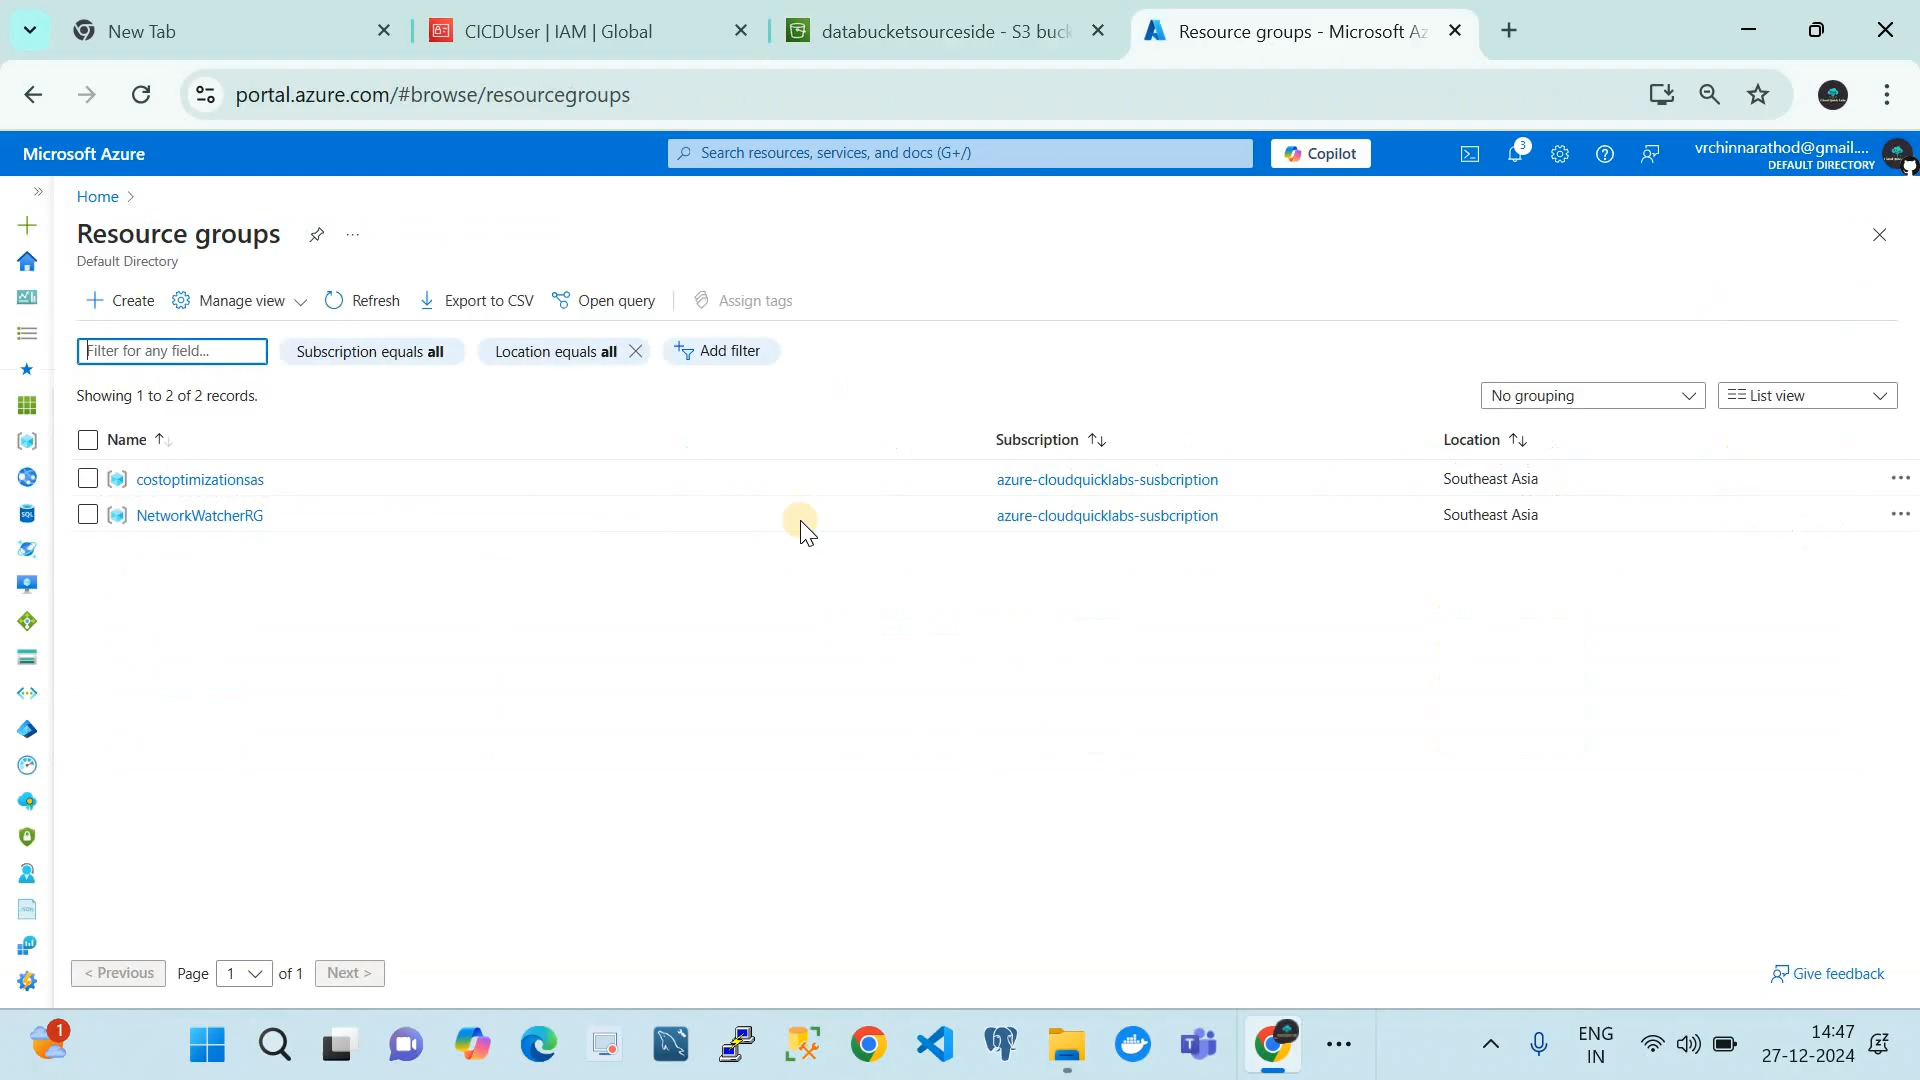 New Tab
CICDUser | IAM | Global
databucketsourceside - S3 buck
Resource groups - Microsoft Az
portal.azure.com/#browse/resourcegroups
Microsoft Azure
Search resources, services, and docs (G+/)
Copilot
3
vrchinnarathod@gmail....
DEFAULT DIRECTORY
Home >
Resource groups
...
Default Directory
Create
Manage view
Refresh
Export to CSV
Open query
Assign tags
Filter for any field...
Subscription equals all
Location equals all
Add filter
Showing 1 to 2 of 2 records.
No grouping
List view
Name
Subscription
Location
costoptimizationsas
azure-cloudquicklabs-susbcription
Southeast Asia
NetworkWatcherRG
azure-cloudquicklabs-susbcription
Southeast Asia
SQL
< Previous
Page
1
of 1
Next >
Give feedback
1
ENG
IN
14:47
27-12-2024